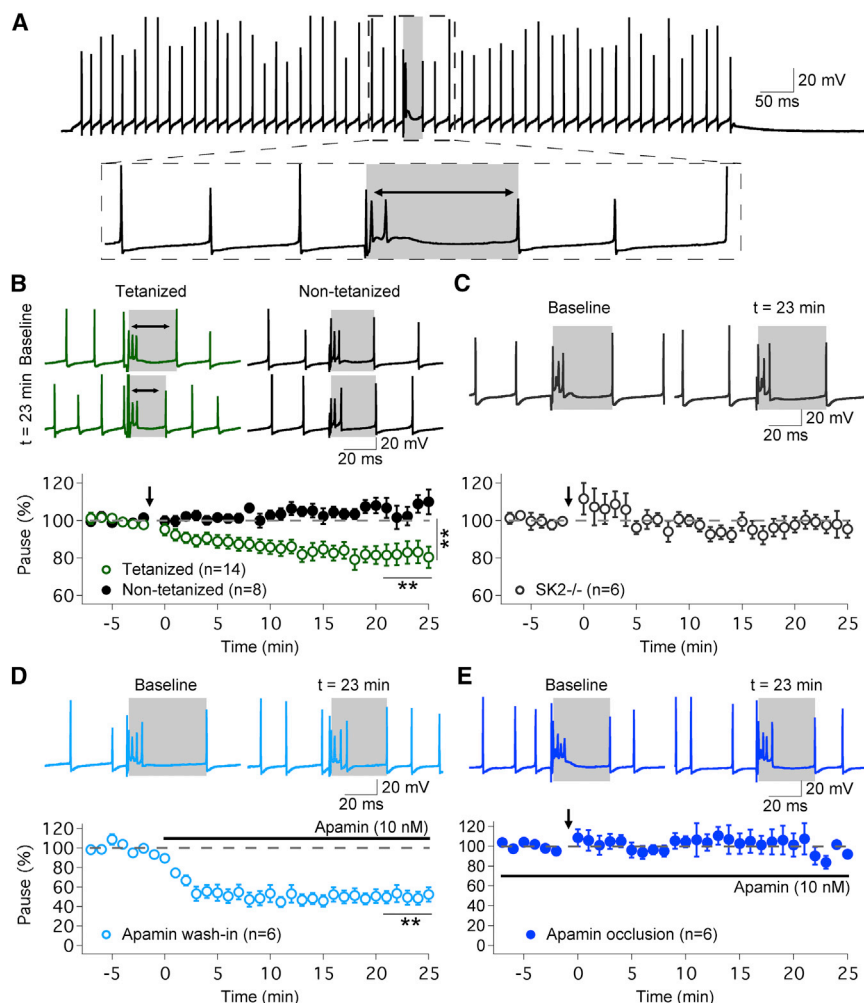 A
20 mV
50 ms
B
Tetanized
Non-tetanized
Baseline
t = 23 min
20 mV
20 ms
Pause (%)
120
100
80
60
**
**
Tetanized (n=14)
Non-tetanized (n=8)
-5 0 5 10 15 20 25
Time (min)
C
Baseline
t = 23 min
20 mV
20 ms
120
100
80
60
SK2-/- (n=6)
-5 0 5 10 15 20 25
Time (min)
D
Baseline
t = 23 min
20 mV
20 ms
Pause (%)
120
100
80
60
40
20
0
Apamin (10 nM)
**
Apamin wash-in (n=6)
-5 0 5 10 15 20 25
Time (min)
E
Baseline
t = 23 min
20 mV
20 ms
120
100
80
60
40
20
0
Apamin (10 nM)
Apamin occlusion (n=6)
-5 0 5 10 15 20 25
Time (min)